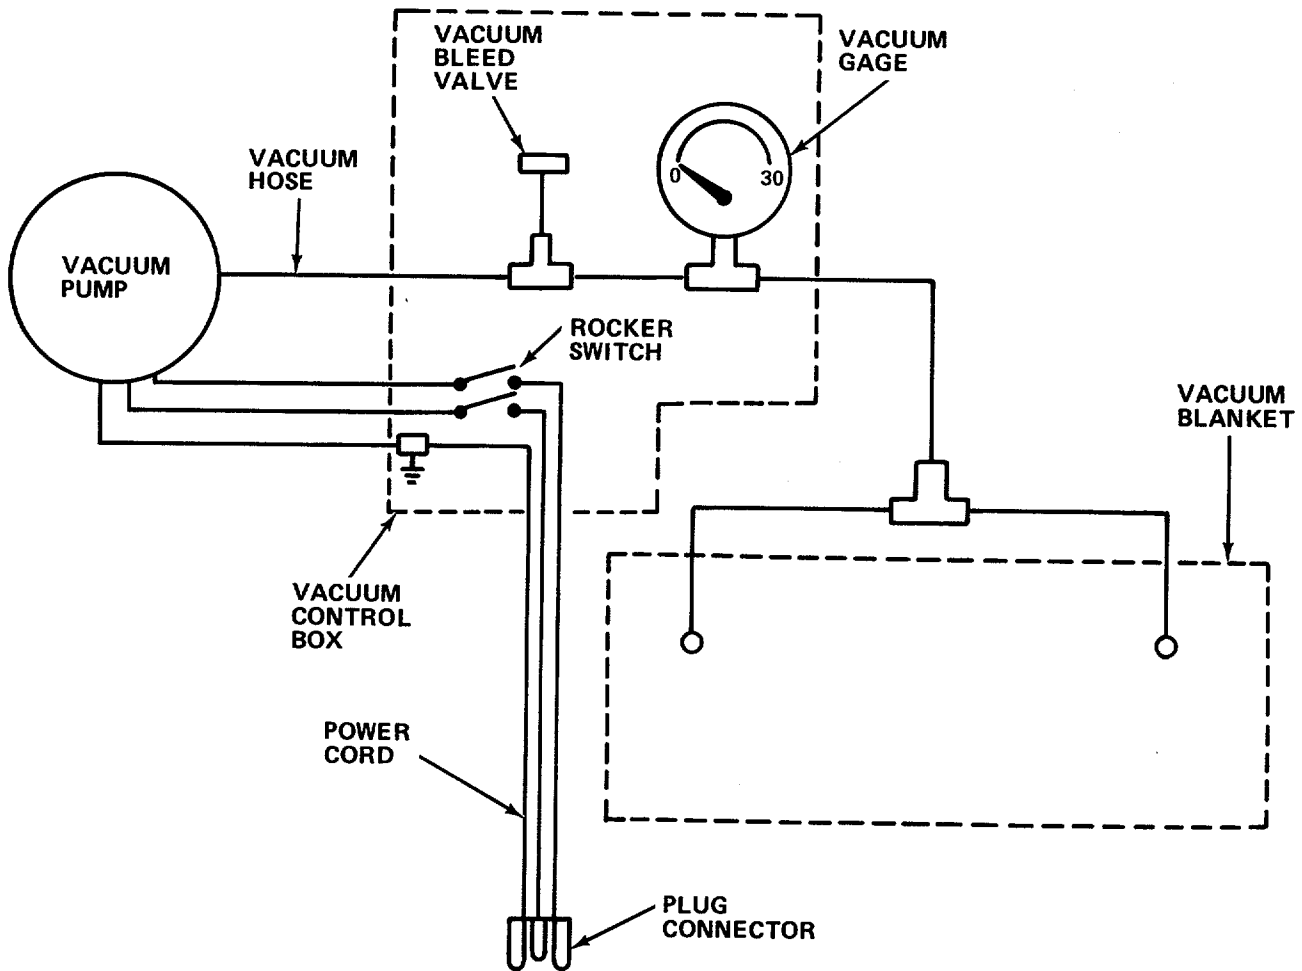 VACUUM
BLEED
VALVE
VACUUM
GAGE
VACUUM
HOSE
0
30
VACUUM
PUMP
ROCKER
SWITCH
VACUUM
BLANKET
VACUUM
CONTROL
BOX
POWER
CORD
PLUG
CONNECTOR